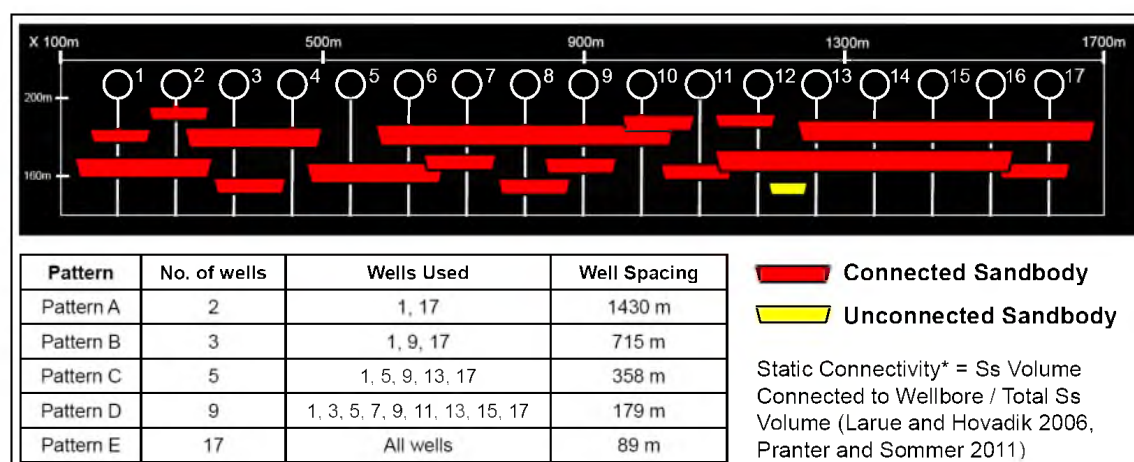 X 100m 500m 900m 1300m 1700m
1 2 3 4 5 6 7 8 9 10 11 12 13 14 15 16 17
200m
160m
Pattern No. of wells Wells Used Well Spacing
Pattern A 2 1, 17 1430 m
Pattern B 3 1, 9, 17 715 m
Pattern C 5 1, 5, 9, 13, 17 358 m
Pattern D 9 1, 3, 5, 7, 9, 11, 13, 15, 17 179 m
Pattern E 17 All wells 89 m
Connected Sandbody
Unconnected Sandbody
Static Connectivity* = Ss Volume
Connected to Wellbore / Total Ss
Volume (Larue and Hovadik 2006,
Pranter and Sommer 2011)